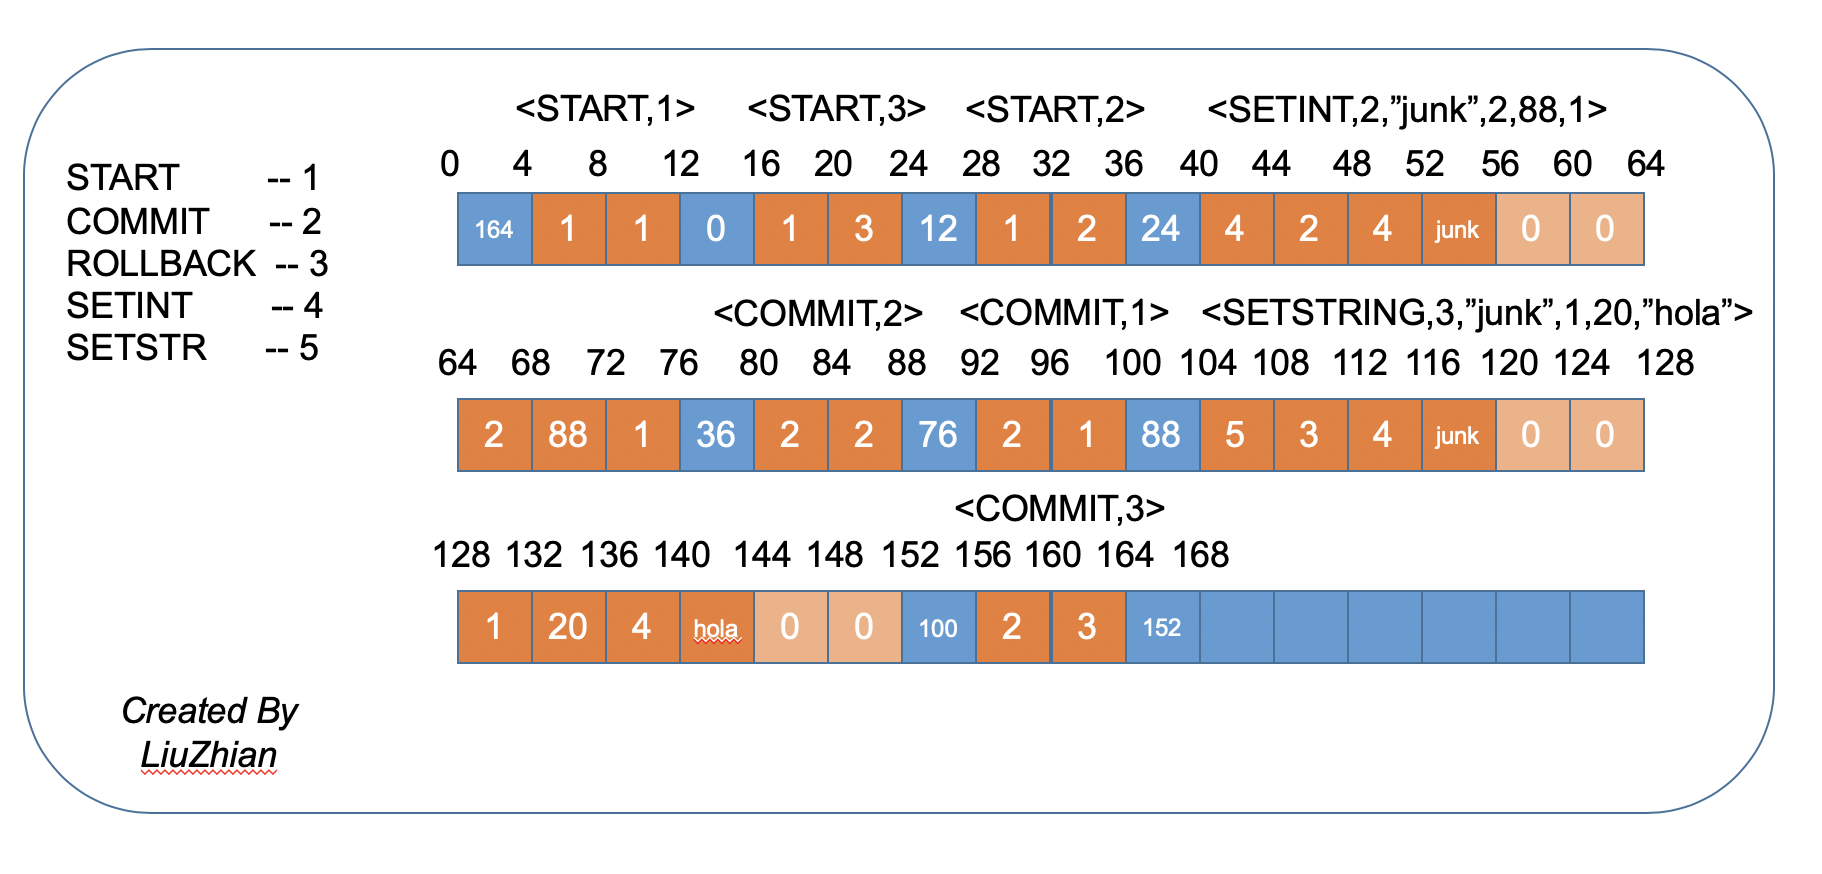 <START,1> <START,3> <START,2> <SETINT,2,”junk”,2,88,1>
0 4 8 12 16 20 24 28 32 36 40 44 48 52 56 60 64
START -- 1
COMMIT -- 2
ROLLBACK -- 3
SETINT -- 4
SETSTR -- 5
164 1 1 0 1 3 12 1 2 24 4 2 4 junk 0 0
<COMMIT,2> <COMMIT,1> <SETSTRING,3,”junk”,1,20,”hola”>
64 68 72 76 80 84 88 92 96 100 104 108 112 116 120 124 128
2 88 1 36 2 2 76 2 1 88 5 3 4 junk 0 0
<COMMIT,3>
128 132 136 140 144 148 152 156 160 164 168
1 20 4 hola 0 0 100 2 3 152
Created By
LiuZhian